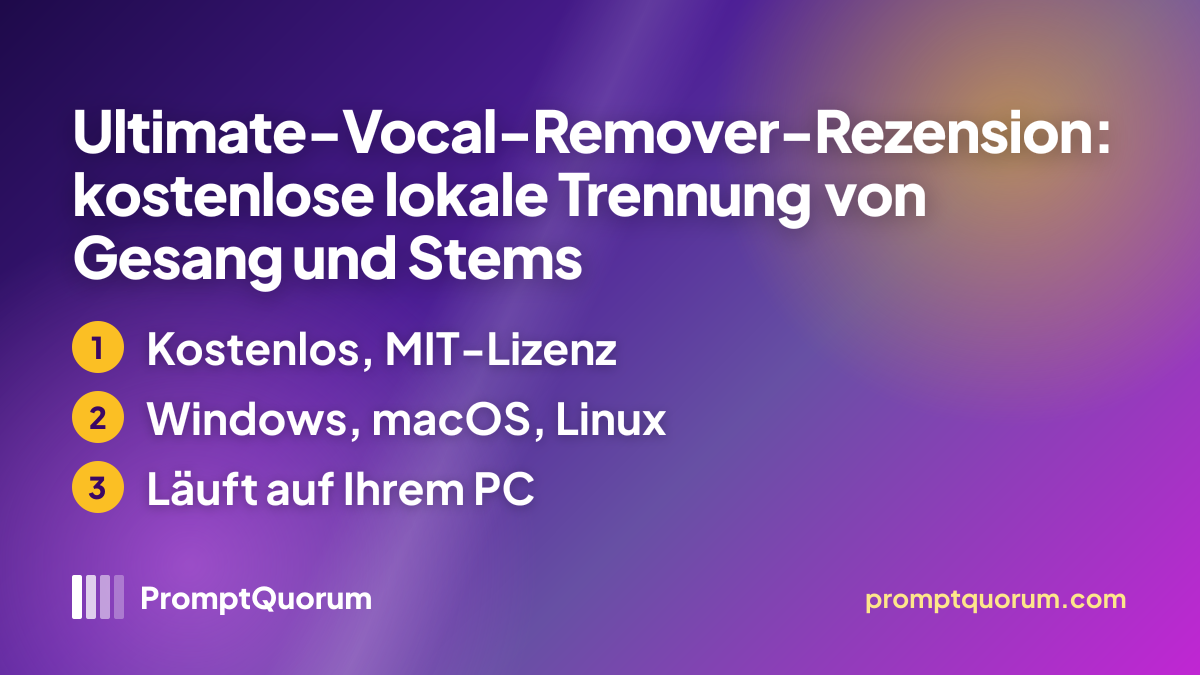 Ultimate-Vocal-Remover-Rezension:
kostenlose lokale Trennung von
Gesang und Stems
1 Kostenlos, MIT-Lizenz
2 Windows, macOS, Linux
3 Läuft auf Ihrem PC
PromptQuorum
promptquorum.com